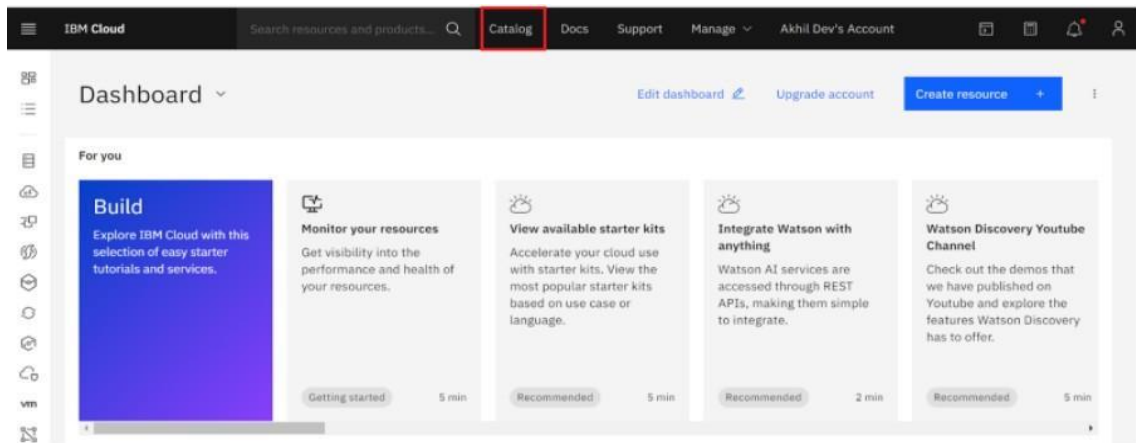 IBM Cloud Search resources and products... Catalog Docs Support Manage Akhil Dev's Account
Dashboard Edit dashboard Upgrade account Create resource +
For you
Build
Explore IBM Cloud with this
selection of easy starter
tutorials and services.
Monitor your resources
Get visibility into the
performance and health of
your resources.
Getting started 5 min
View available starter kits
Accelerate your cloud use
with starter kits. View the
most popular starter kits
based on use case or
language.
Recommended 5 min
Integrate Watson with
anything
Watson AI services are
accessed through REST
APIs, making them simple
to integrate.
Recommended 2 min
Watson Discovery Youtube
Channel
Check out the demos that
we have published on
Youtube and explore the
features Watson Discovery
has to offer.
Recommended 5 min
vm